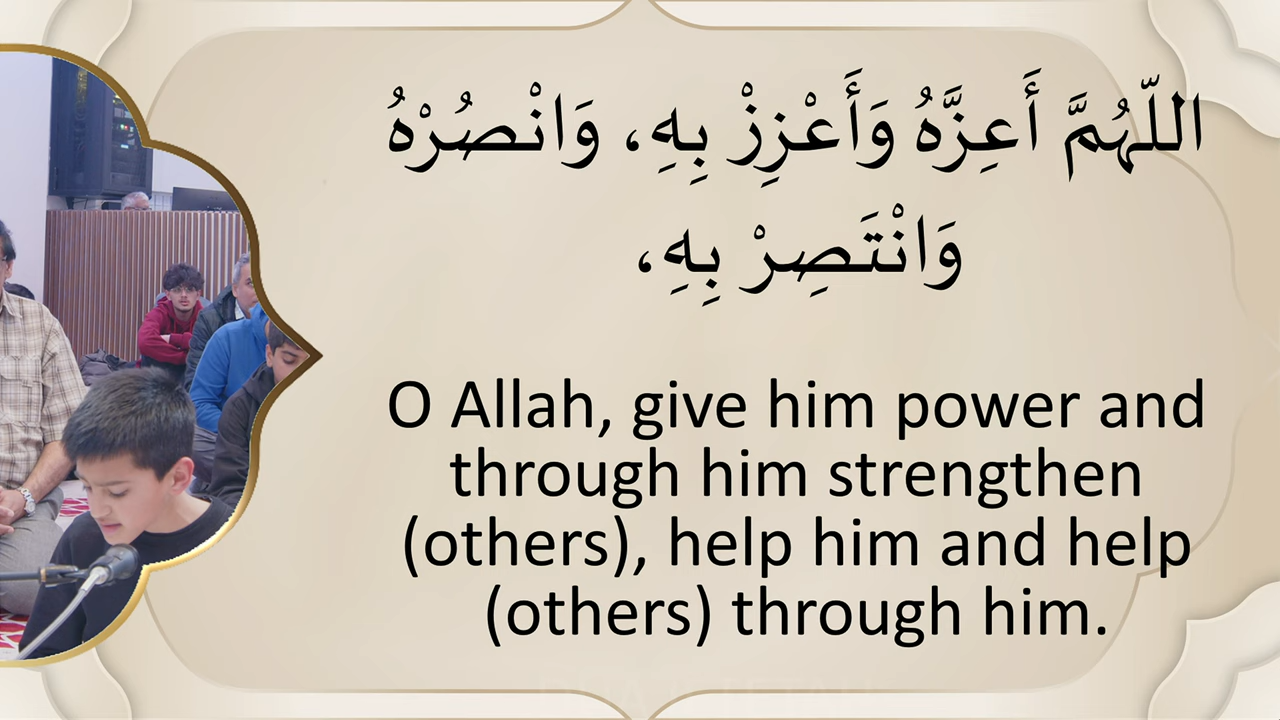 اللّهُمَّ أَعِزَّهُ وَأَعْزِزْ بِهِ، وَانْصُرْهُ
وَانْتَصِرْ بِهِ،
O Allah, give him power and
through him strengthen
(others), help him and help
(others) through him.